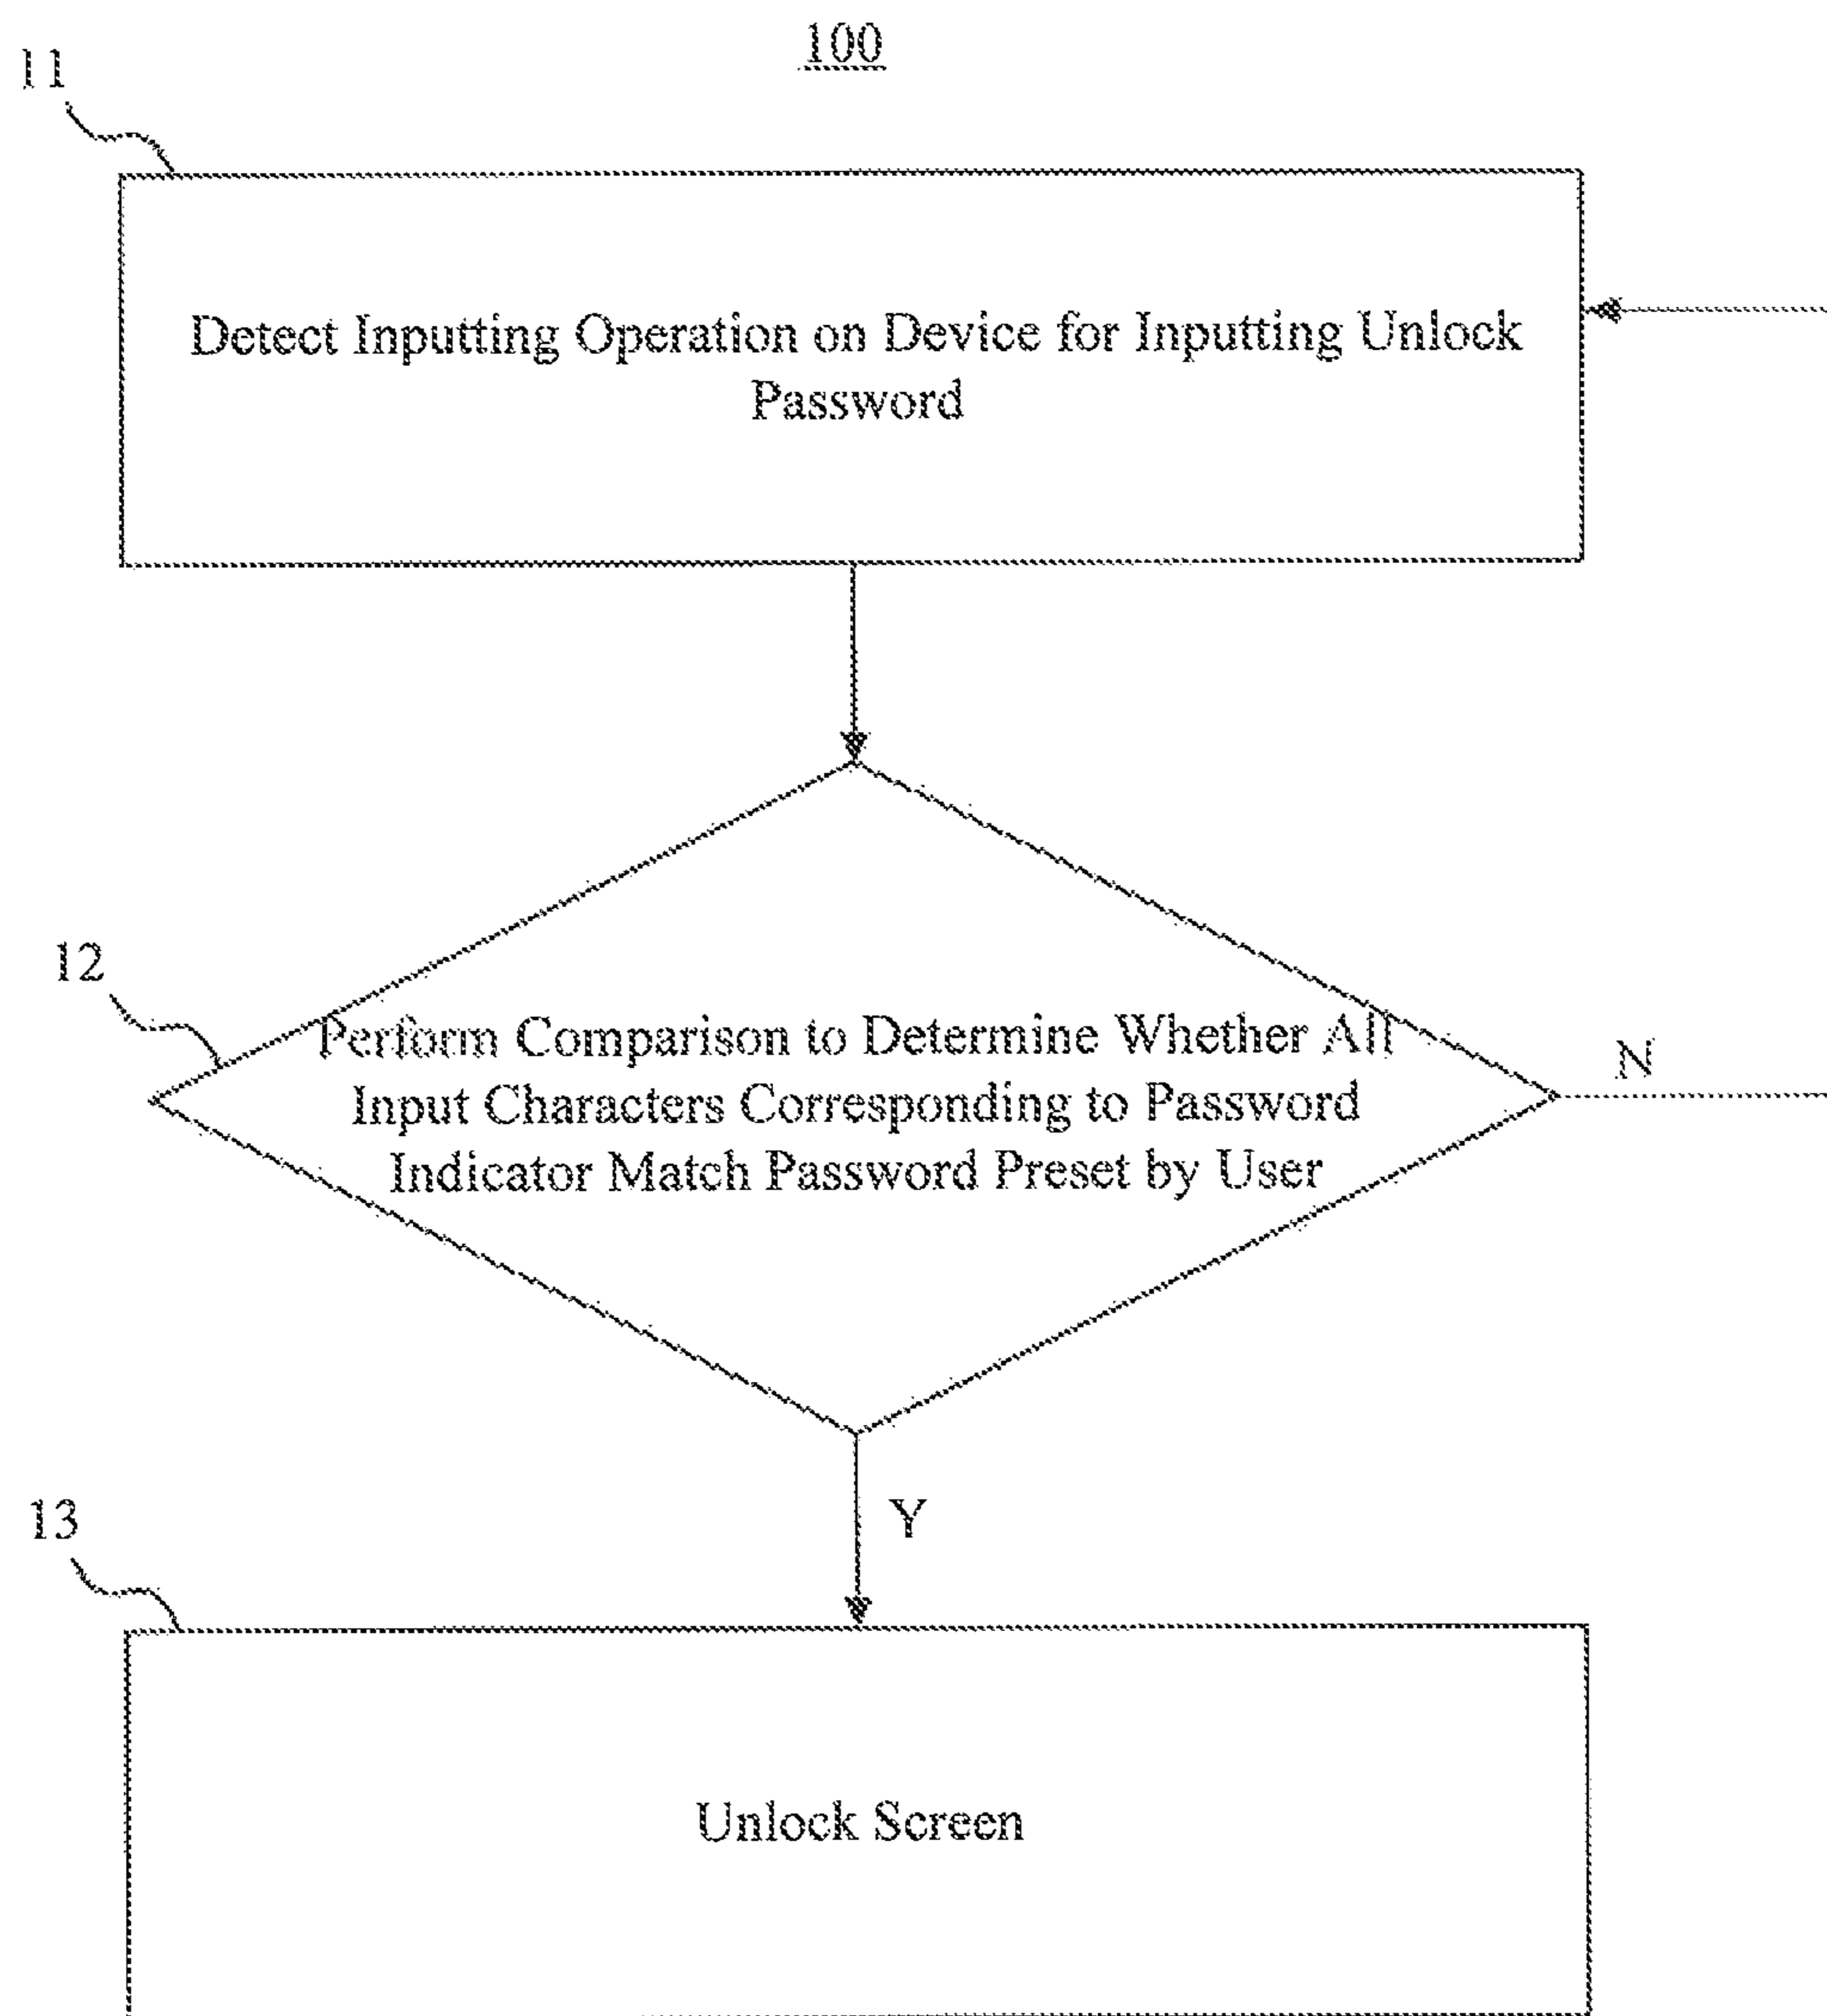 100
11
Detect Inputting Operation on Device for Inputting Unlock
Password
12
Perform Comparison to Determine Whether All
Input Characters Corresponding to Password
Indicator Match Password Preset by User
N
Y
13
Unlock Screen